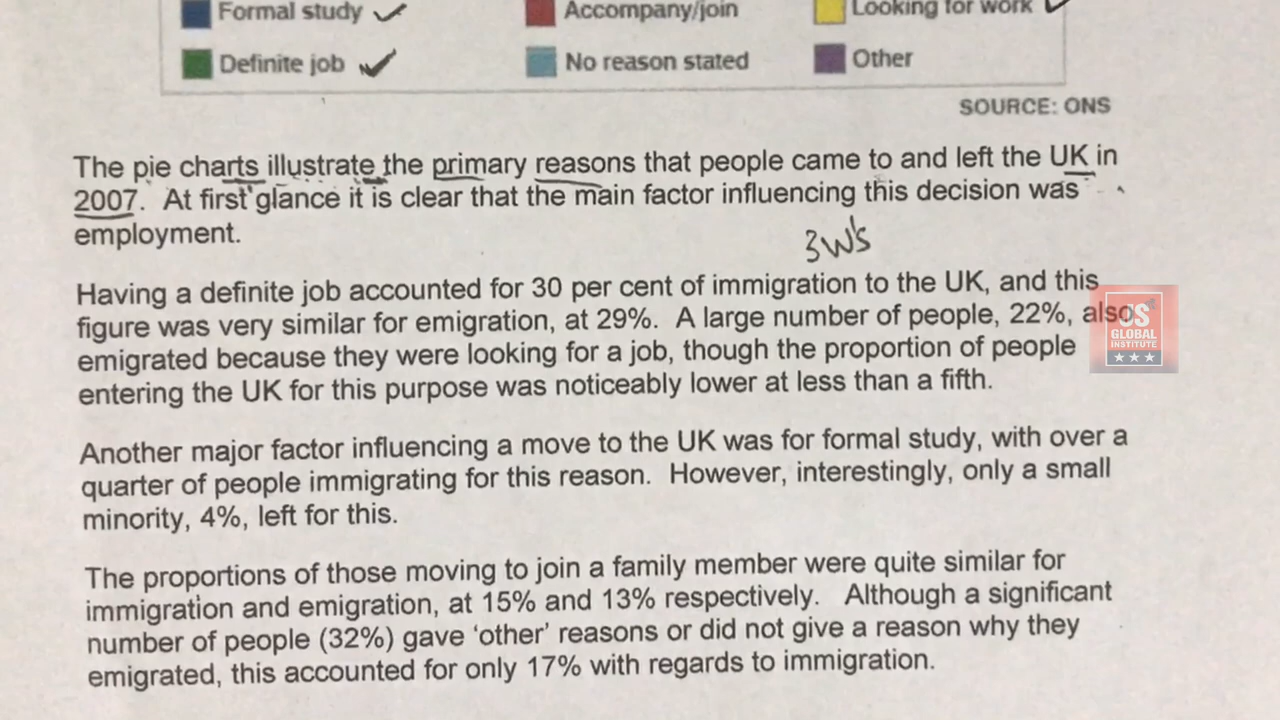 Formal study Accompany/join Looking for work
Definite job No reason stated Other
SOURCE: ONS
The pie charts illustrate the primary reasons that people came to and left the UK in
2007. At first glance it is clear that the main factor influencing this decision was
employment.
3 W's
Having a definite job accounted for 30 per cent of immigration to the UK, and this
figure was very similar for emigration, at 29%. A large number of people, 22%, also
emigrated because they were looking for a job, though the proportion of people
entering the UK for this purpose was noticeably lower at less than a fifth.
GS
GLOBAL
INSTITUTE
Another major factor influencing a move to the UK was for formal study, with over a
quarter of people immigrating for this reason. However, interestingly, only a small
minority, 4%, left for this.
The proportions of those moving to join a family member were quite similar for
immigration and emigration, at 15% and 13% respectively. Although a significant
number of people (32%) gave 'other' reasons or did not give a reason why they
emigrated, this accounted for only 17% with regards to immigration.